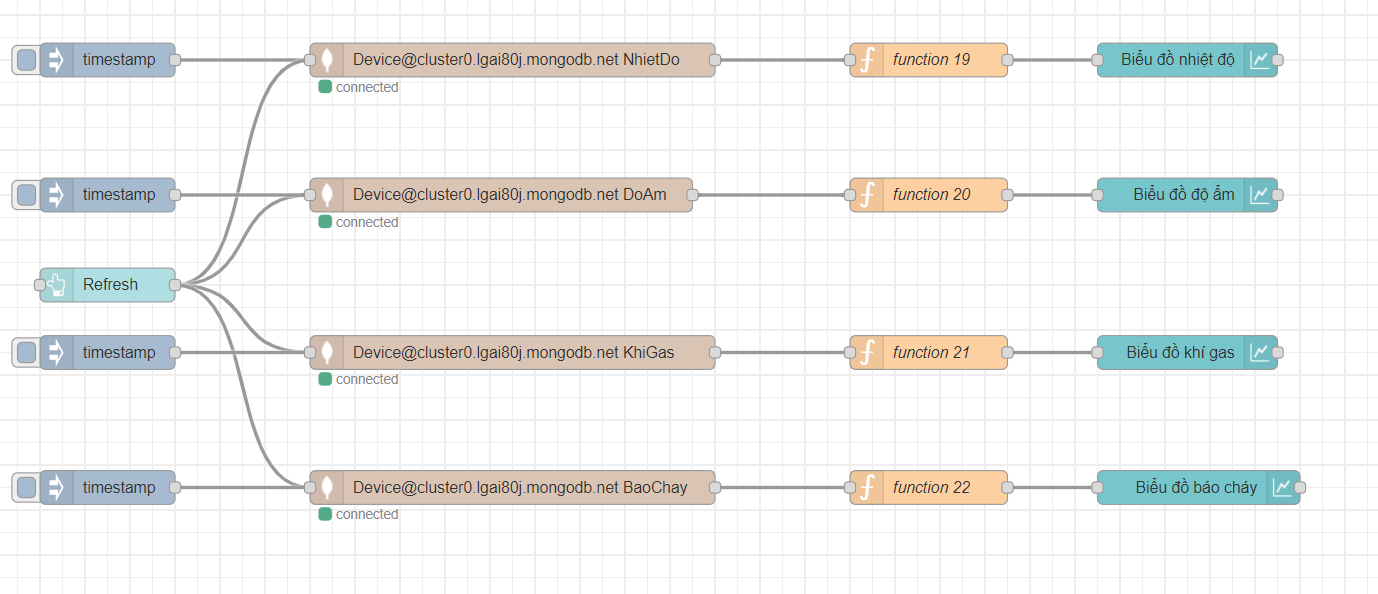 timestamp
Device@cluster0.lgai80j.mongodb.net NhietDo
function 19
Biểu đồ nhiệt độ
connected
timestamp
Device@cluster0.lgai80j.mongodb.net DoAm
function 20
Biểu đồ độ ẩm
connected
Refresh
timestamp
Device@cluster0.lgai80j.mongodb.net KhiGas
function 21
Biểu đồ khí gas
connected
timestamp
Device@cluster0.lgai80j.mongodb.net BaoChay
function 22
Biểu đồ báo cháy
connected